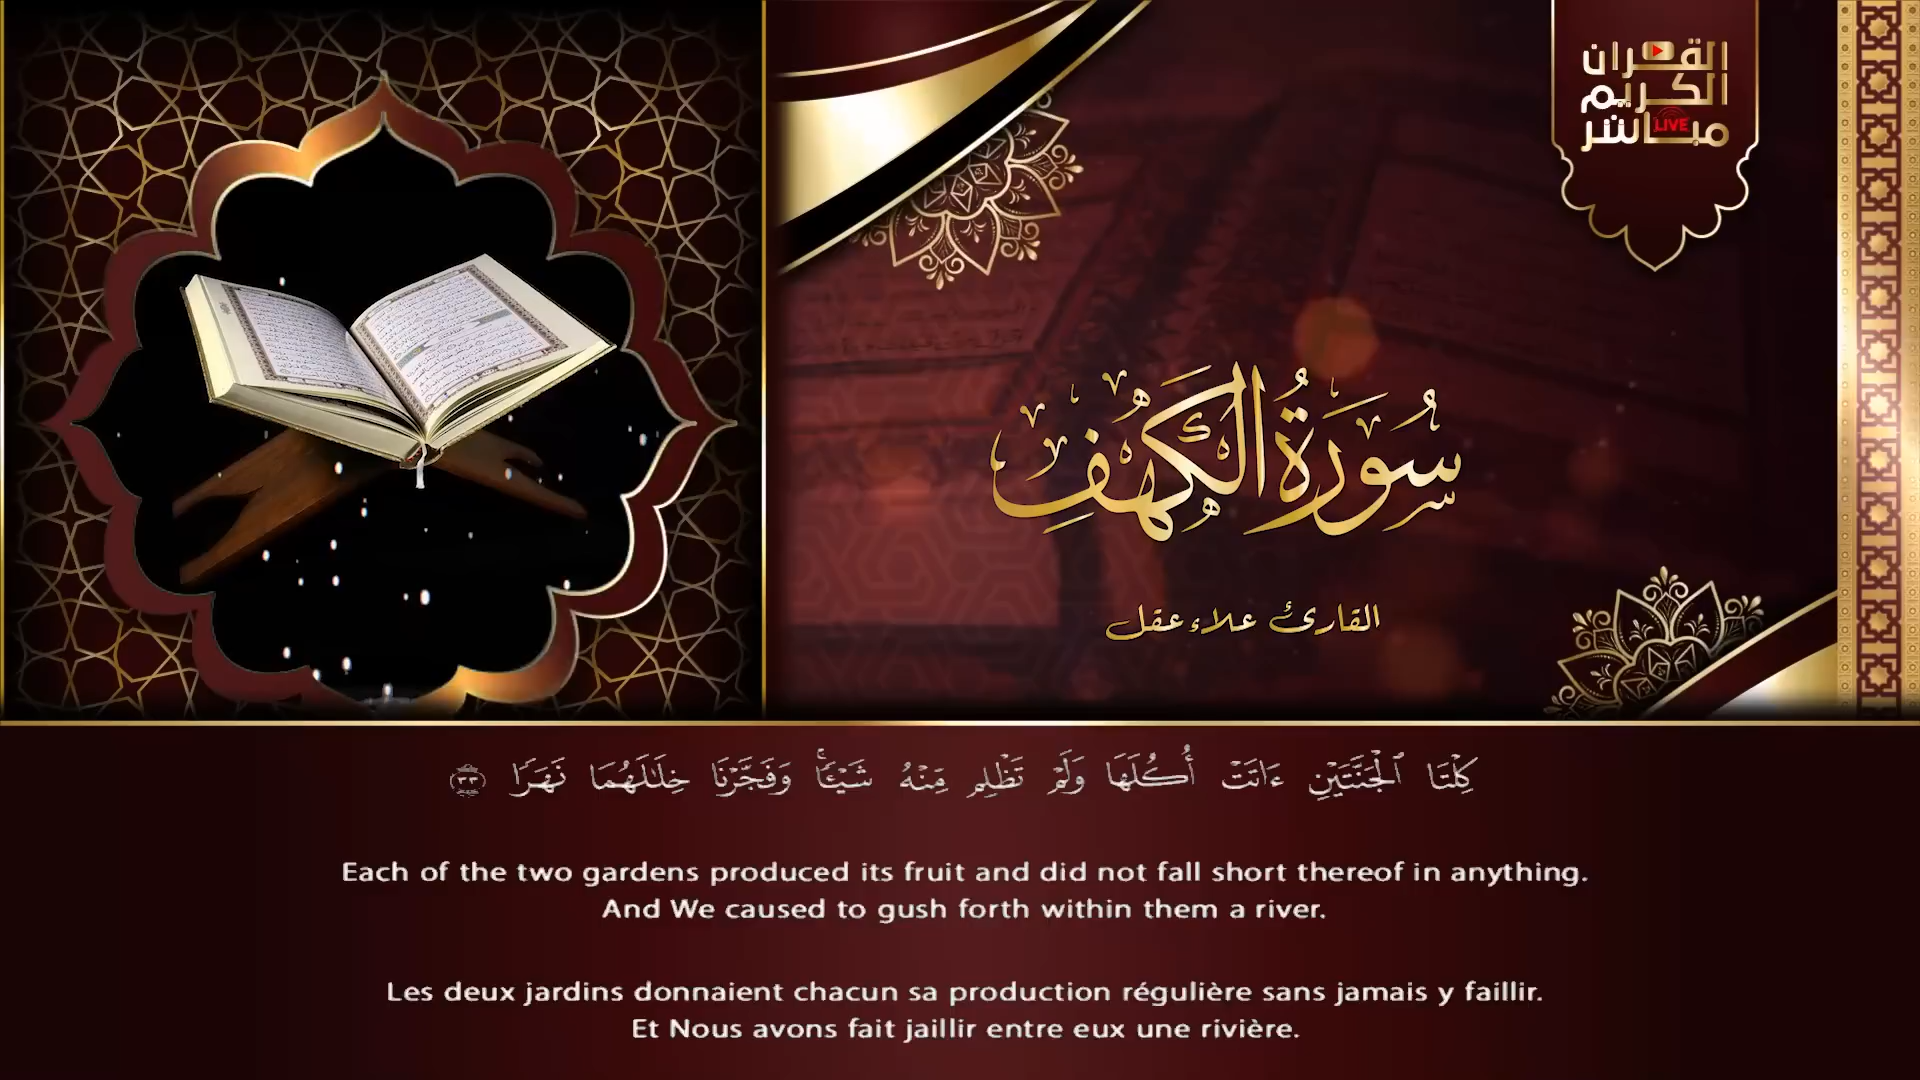 القرآن
الكريم
مباشر
LIVE
سُورَةُ الكَهْفِ
القارئ علاء عقل
كِلْتَا ٱلْجَنَّتَيْنِ ءَاتَتْ أُكُلَهَا وَلَمْ تَظْلِم مِّنْهُ شَيْـًٔا ۚ وَفَجَّرْنَا خِلَـٰلَهُمَا نَهَرًا ٣٣
Each of the two gardens produced its fruit and did not fall short thereof in anything.
And We caused to gush forth within them a river.
Les deux jardins donnaient chacun sa production régulière sans jamais y faillir.
Et Nous avons fait jaillir entre eux une rivière.